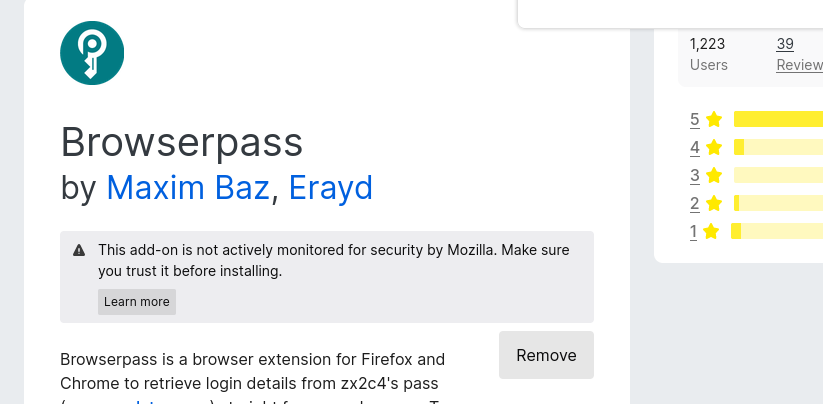 Browserpass
by Maxim Baz, Erayd
This add-on is not actively monitored for security by Mozilla. Make sure
you trust it before installing.
Learn more
Browserpass is a browser extension for Firefox and
Chrome to retrieve login details from zx2c4's pass
Remove
1,223
Users
39
Review
5
4
3
2
1